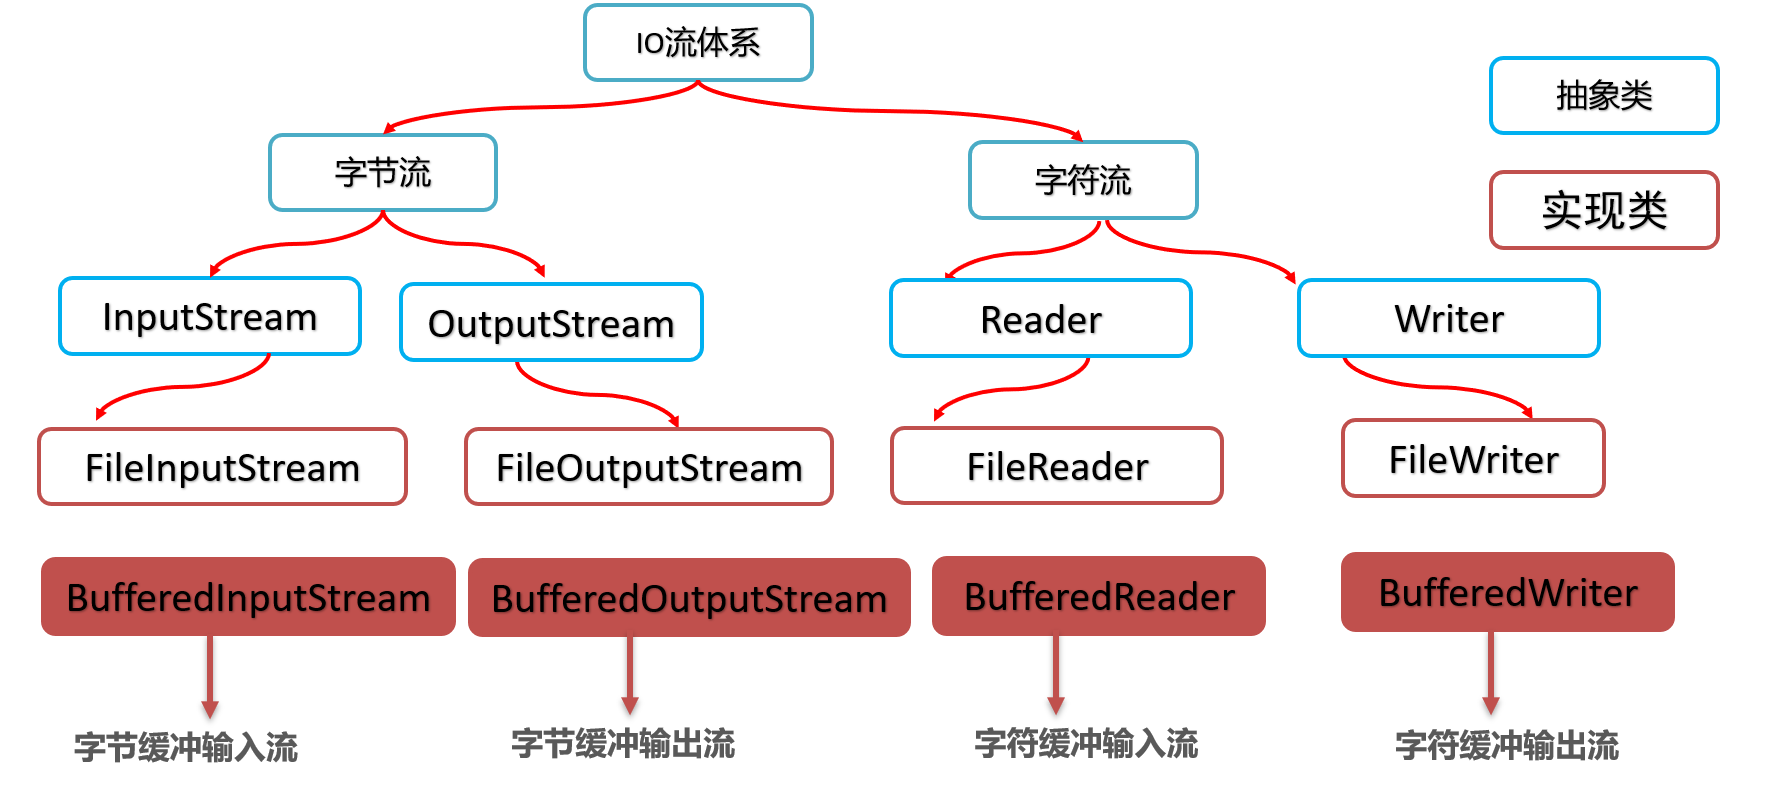 IO流体系
抽象类
字节流
字符流
实现类
InputStream
OutputStream
Reader
Writer
FileInputStream
FileOutputStream
FileReader
FileWriter
BufferedInputStream
BufferedOutputStream
BufferedReader
BufferedWriter
字节缓冲输入流
字节缓冲输出流
字符缓冲输入流
字符缓冲输出流